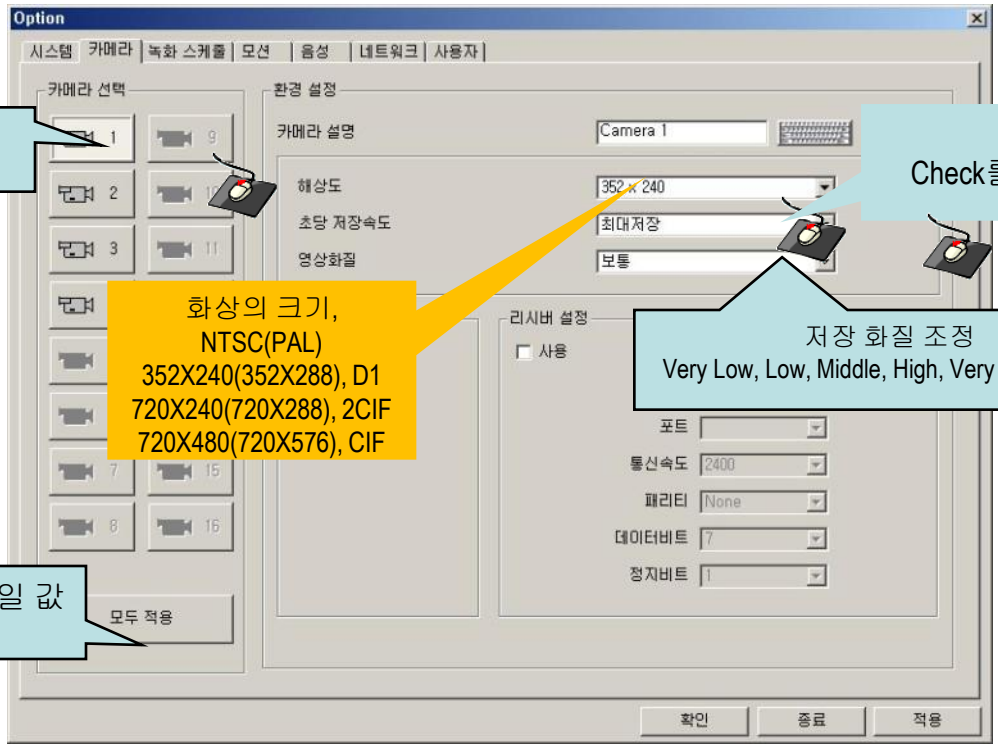 Option
시스템 카메라 녹화 스케줄 모션 음성 네트워크 사용자
카메라 선택
1
9
2
3
11
7
15
8
16
모두 적용
일 값
환경 설정
카메라 설명
Camera 1
해상도
352 x 240
초당 저장속도
최대저장
영상화질
보통
Check를
화상의 크기,
NTSC(PAL)
352X240(352X288), D1
720X240(720X288), 2CIF
720X480(720X576), CIF
저장 화질 조정
Very Low, Low, Middle, High, Very
리시버 설정
사용
포트
통신속도
2400
패리티
None
데이터비트
7
정지비트
1
확인
종료
적용